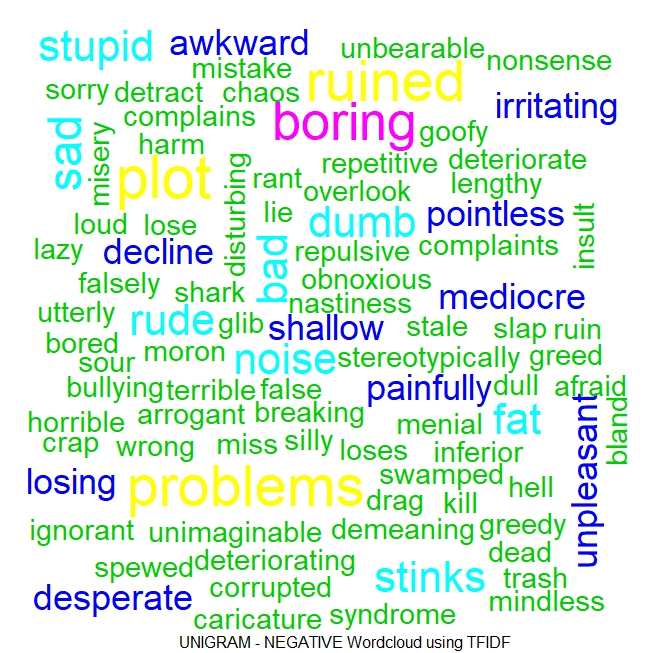 stupid awkward unbearable nonsense
mistake ruined
sorry detract chaos irritating
complains boring goofy
sad misery harm
plot disturbing rant repetitive deteriorate
overlook lengthy
loud lose lie dumb pointless insult
lazy decline bad repulsive complaints
falsely shark obnoxious
nastiness mediocre
utterly rude glib shallow stale slap ruin
bored sour moron noise stereotypically greed
bullying terrible false painfully dull afraid
horrible arrogant breaking menial fat bland
crap wrong miss silly loses inferior unpleasant
losing problems swamped hell
drag kill
ignorant unimaginable demeaning greedy
spewed deteriorating dead
corrupted stinks trash
desperate mindless
caricature syndrome
UNIGRAM - NEGATIVE Wordcloud using TFIDF